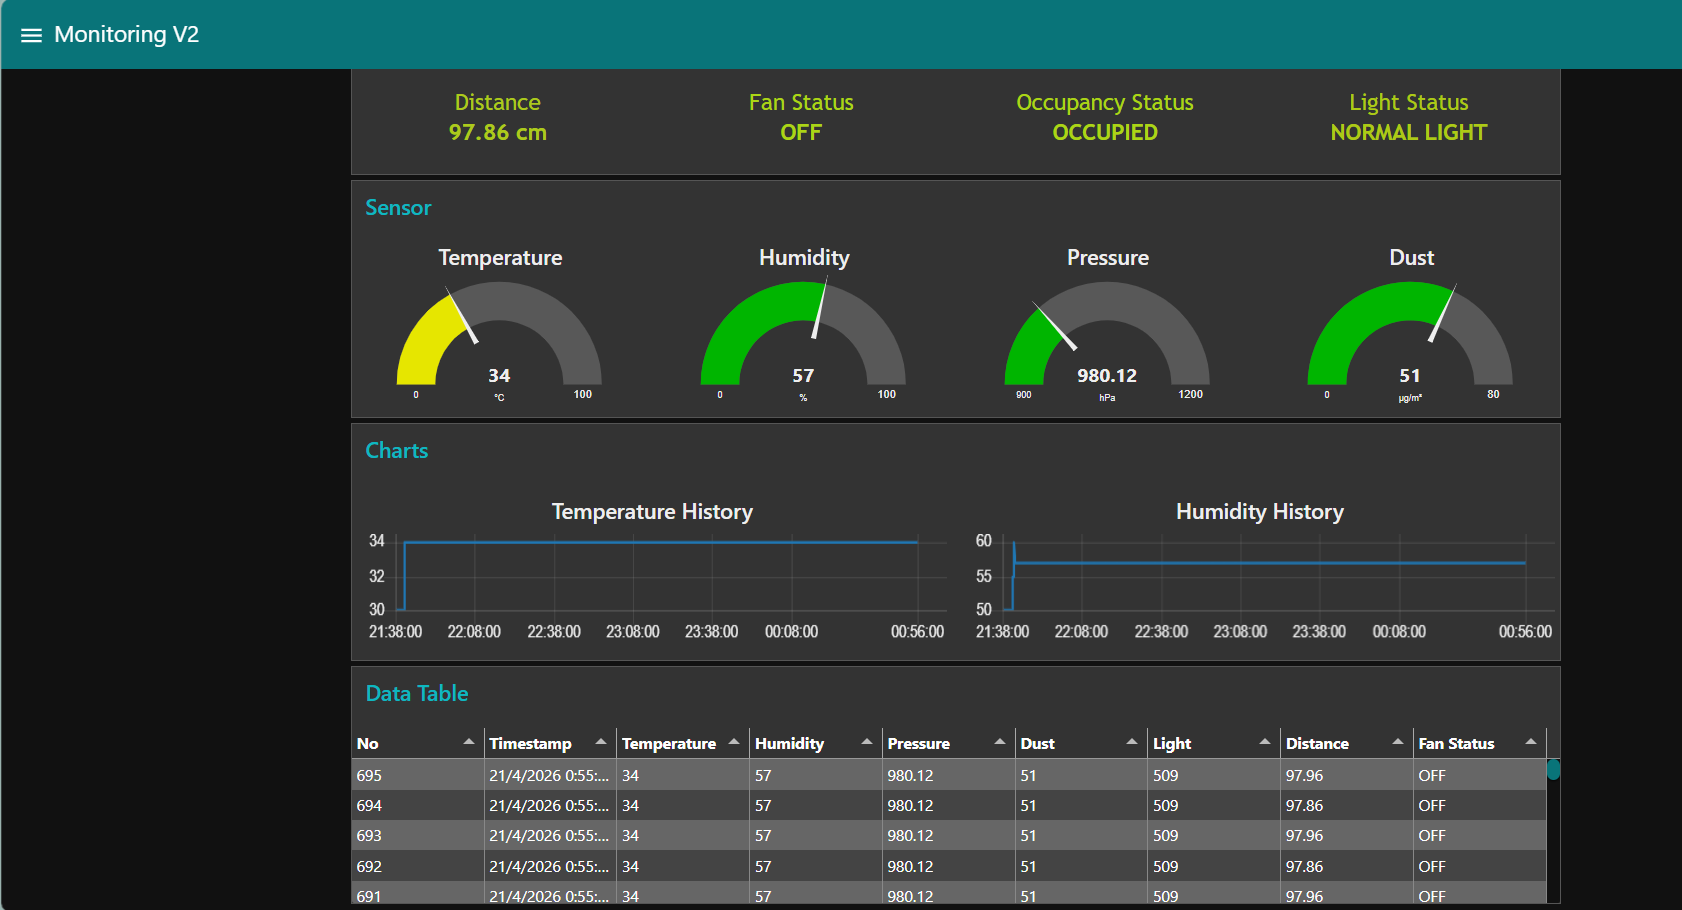 Monitoring V2
Distance Fan Status Occupancy Status Light Status
97.86 cm OFF OCCUPIED NORMAL LIGHT
Sensor
Temperature Humidity Pressure Dust
34 57 980.12 51
0 °C 100 0 % 100 900 hPa 1200 0 µg/m³ 80
Charts
Temperature History
34
32
30
21:38:00 22:08:00 22:38:00 23:08:00 23:38:00 00:08:00 00:56:00
Humidity History
60
55
50
21:38:00 22:08:00 22:38:00 23:08:00 23:38:00 00:08:00 00:56:00
Data Table
No Timestamp Temperature Humidity Pressure Dust Light Distance Fan Status
695 21/4/2026 0:55:... 34 57 980.12 51 509 97.96 OFF
694 21/4/2026 0:55:... 34 57 980.12 51 509 97.86 OFF
693 21/4/2026 0:55:... 34 57 980.12 51 509 97.96 OFF
692 21/4/2026 0:55:... 34 57 980.12 51 509 97.86 OFF
691 21/4/2026 0:55:... 34 57 980.12 51 509 97.96 OFF